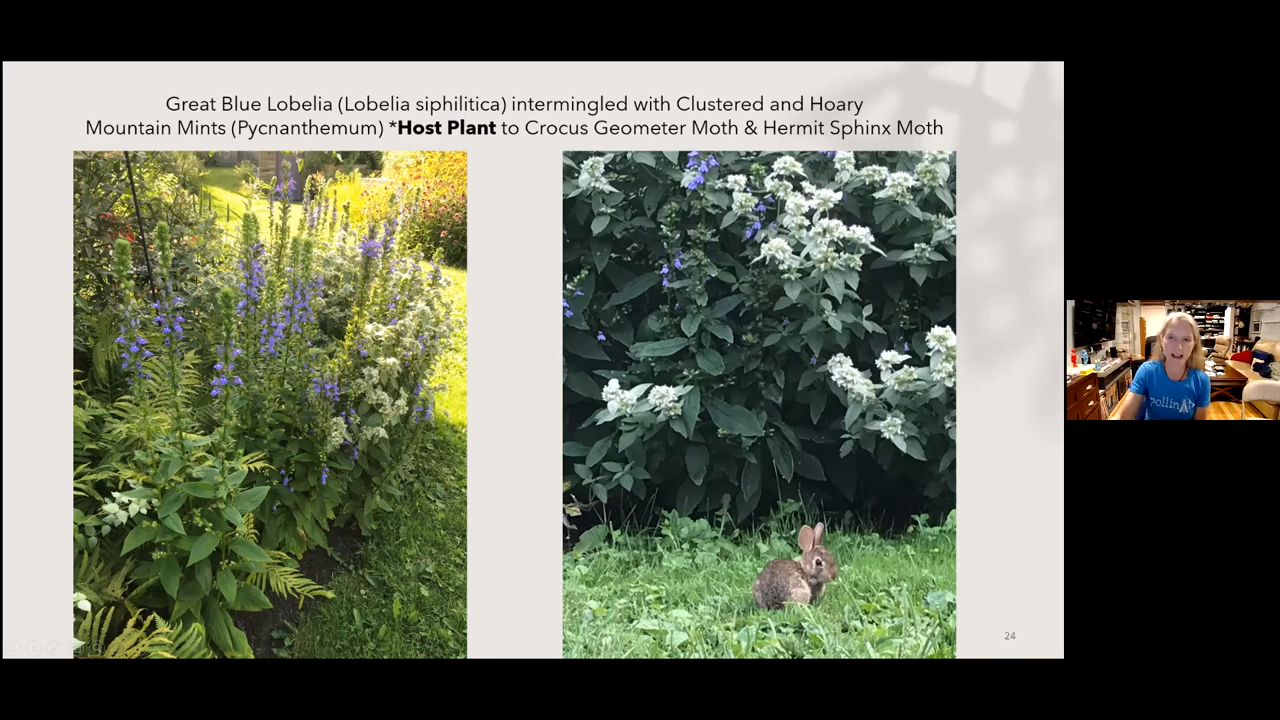 Great Blue Lobelia (Lobelia siphilitica) intermingled with Clustered and Hoary
Mountain Mints (Pycnanthemum) *Host Plant to Crocus Geometer Moth & Hermit Sphinx Moth
24